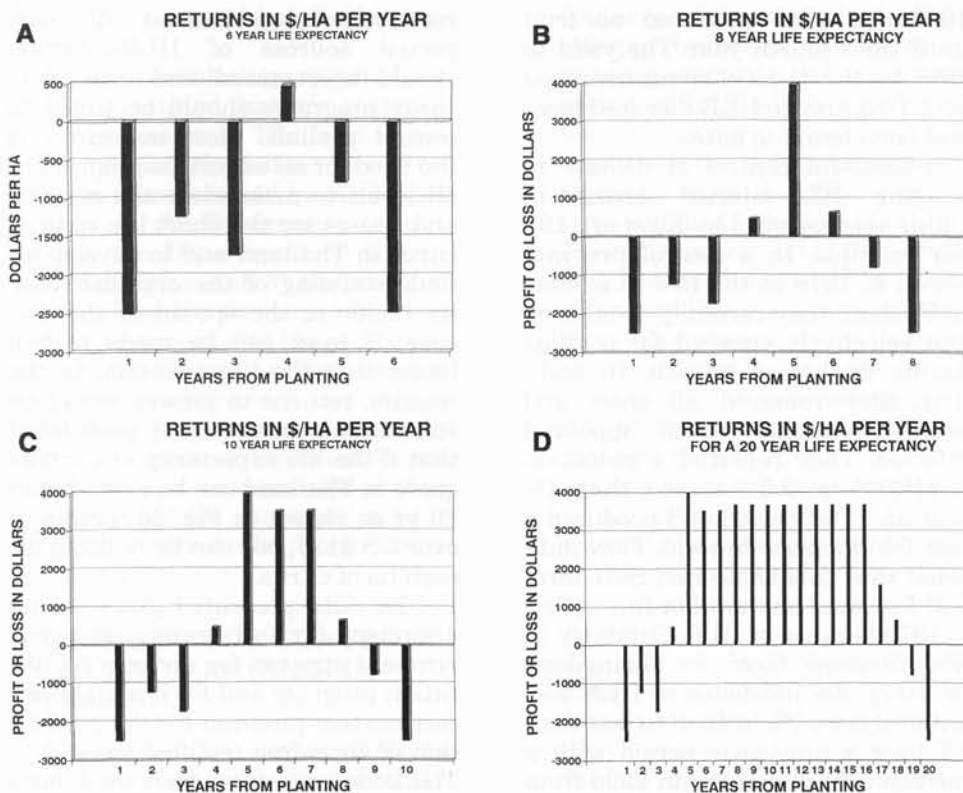 A
RETURNS IN $/HA PER YEAR
6 YEAR LIFE EXPECTANCY
DOLLARS PER HA
500
0
-500
-1000
-1500
-2000
-2500
-3000
1 2 3 4 5 6
YEARS FROM PLANTING
B
RETURNS IN $/HA PER YEAR
8 YEAR LIFE EXPECTANCY
PROFIT OR LOSS IN DOLLARS
4000
3000
2000
1000
0
-1000
-2000
-3000
1 2 3 4 5 6 7 8
YEARS FROM PLANTING
C
RETURNS IN $/HA PER YEAR
10 YEAR LIFE EXPECTANCY
PROFIT OR LOSS IN DOLLARS
4000
3000
2000
1000
0
-1000
-2000
-3000
1 2 3 4 5 6 7 8 9 10
YEARS FROM PLANTING
D
RETURNS IN $/HA PER YEAR
FOR A 20 YEAR LIFE EXPECTANCY
PROFIT OR LOSS IN DOLLARS
4000
3000
2000
1000
0
-1000
-2000
-3000
1 2 3 4 5 6 7 8 9 10 11 12 13 14 15 16 17 18 19 20
YEARS FROM PLANTING